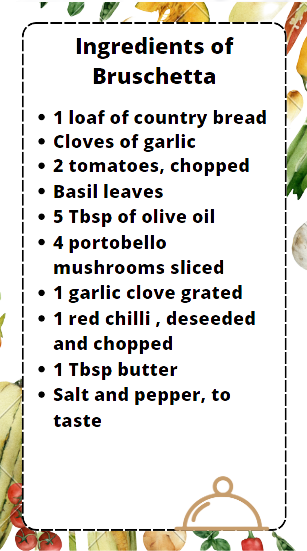 Ingredients of
Bruschetta
• 1 loaf of country bread
• Cloves of garlic
• 2 tomatoes, chopped
• Basil leaves
• 5 Tbsp of olive oil
• 4 portobello
mushrooms sliced
• 1 garlic clove grated
• 1 red chilli , deseeded
and chopped
• 1 Tbsp butter
• Salt and pepper, to
taste